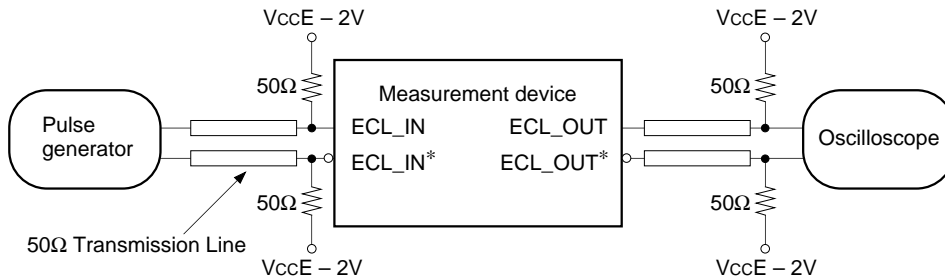 VCCE – 2V
VCCE – 2V
50Ω
50Ω
Measurement device
Pulse
generator
ECL_IN
ECL_OUT
Oscilloscope
ECL_IN*
ECL_OUT*
50Ω
50Ω
50Ω Transmission Line
VCCE – 2V
VCCE – 2V